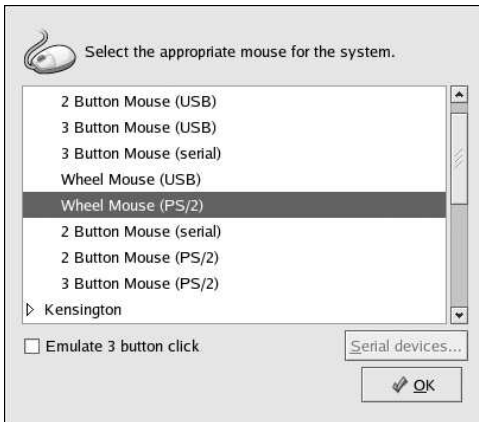 Select the appropriate mouse for the system.
2 Button Mouse (USB)
3 Button Mouse (USB)
3 Button Mouse (serial)
Wheel Mouse (USB)
Wheel Mouse (PS/2)
2 Button Mouse (serial)
2 Button Mouse (PS/2)
3 Button Mouse (PS/2)
Kensington
Emulate 3 button click
Serial devices...
OK